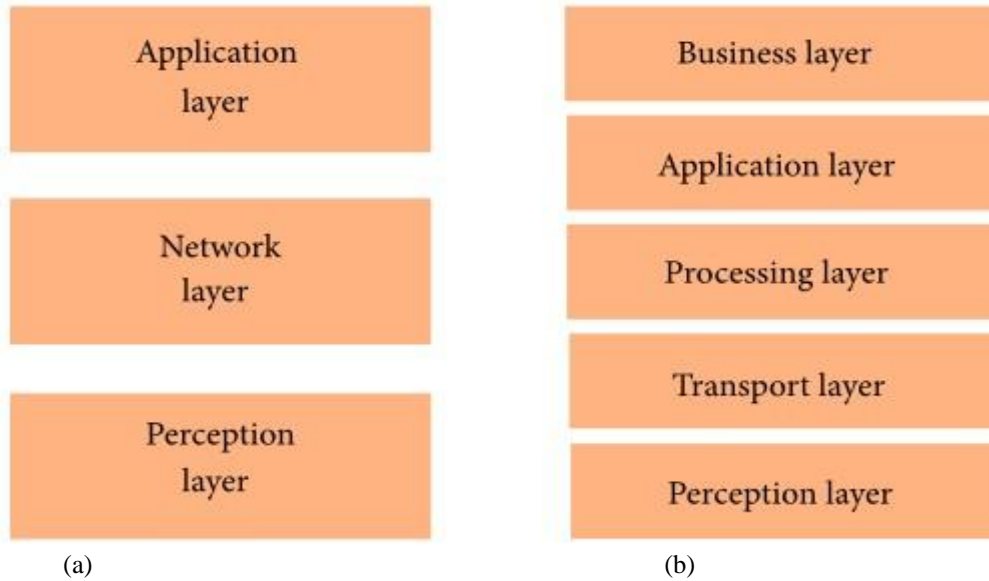 Application
layer
Network
layer
Perception
layer
(a)
Business layer
Application layer
Processing layer
Transport layer
Perception layer
(b)